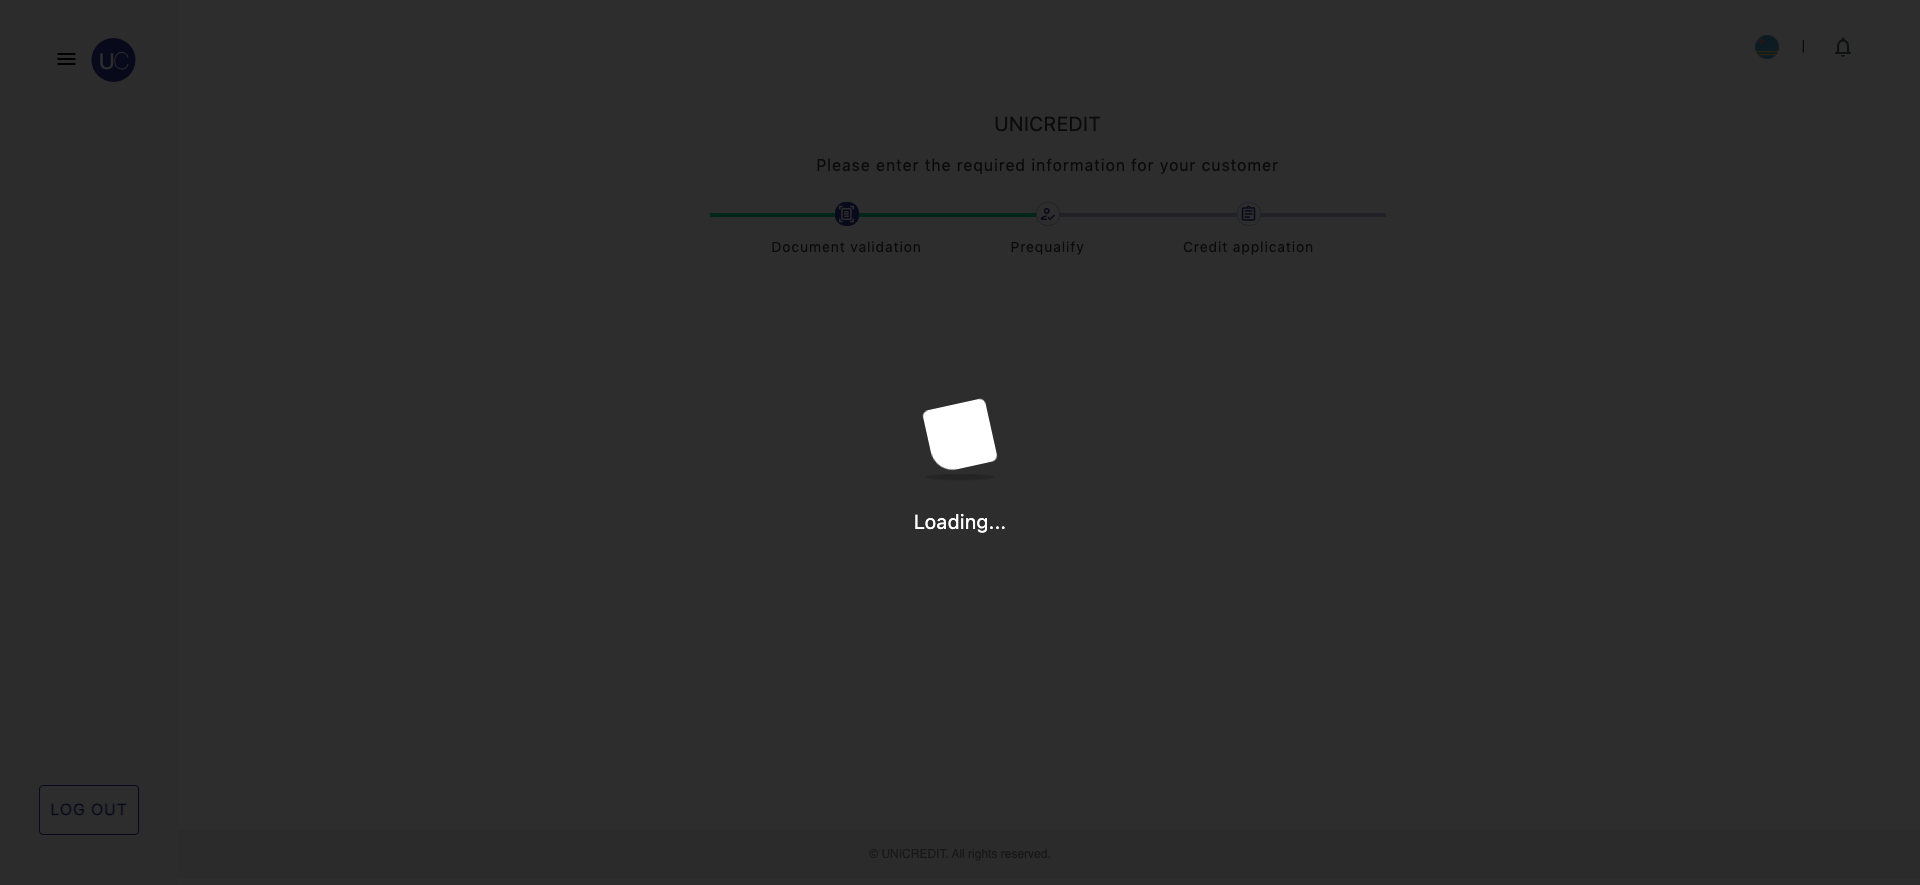 UC
UNICREDIT
Please enter the required information for your customer
Document validation
Prequalify
Credit application
Loading...
LOG OUT
© UNICREDIT. All rights reserved.